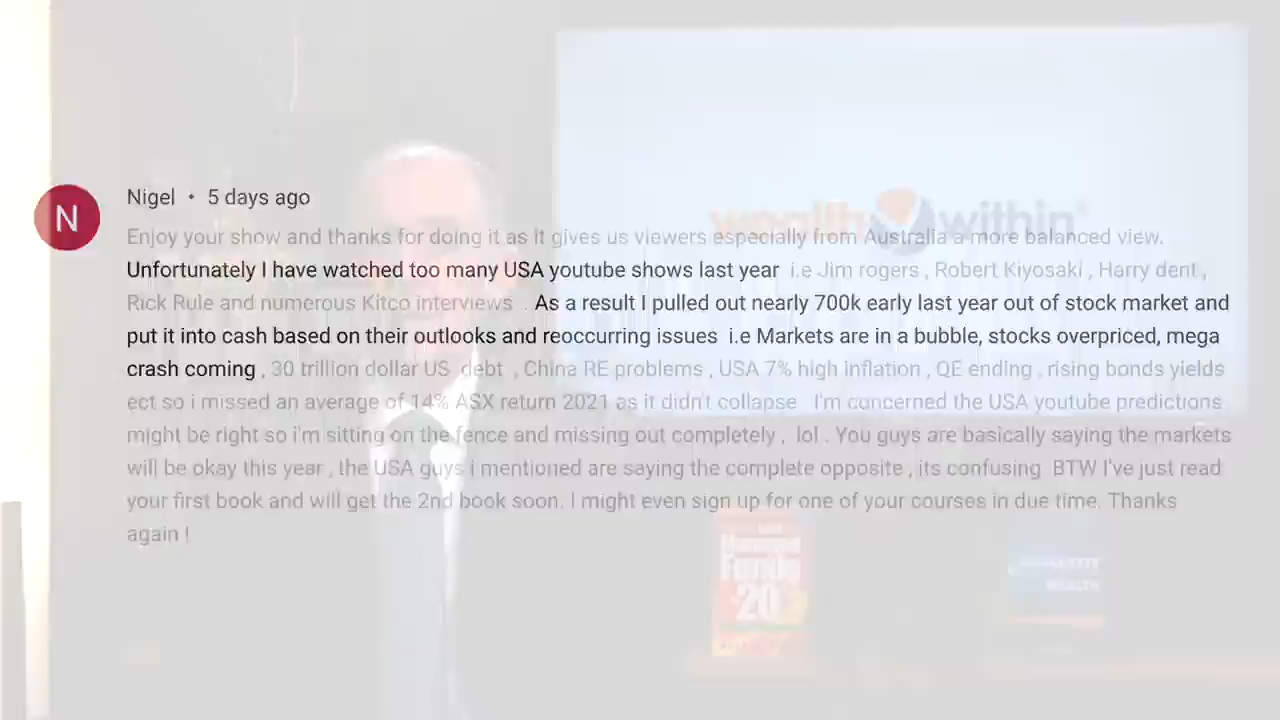 wealth within
Nigel • 5 days ago
Enjoy your show and thanks for doing it as it gives us viewers especially from Australia a more balanced view.
Unfortunately I have watched too many USA youtube shows last year i.e Jim rogers , Robert Kiyosaki , Harry dent ,
Rick Rule and numerous Kitco interviews . As a result I pulled out nearly 700k early last year out of stock market and
put it into cash based on their outlooks and reoccurring issues i.e Markets are in a bubble, stocks overpriced, mega
crash coming , 30 trillion dollar US debt , China RE problems , USA 7% high inflation , QE ending , rising bonds yields
ect so i missed an average of 14% ASX return 2021 as it didn't collapse I'm concerned the USA youtube predictions
might be right so i'm sitting on the fence and missing out completely , lol . You guys are basically saying the markets
will be okay this year , the USA guys i mentioned are saying the complete opposite , its confusing BTW I've just read
your first book and will get the 2nd book soon. I might even sign up for one of your courses in due time. Thanks
again !
N
Managed
Funds
20
WEALTH